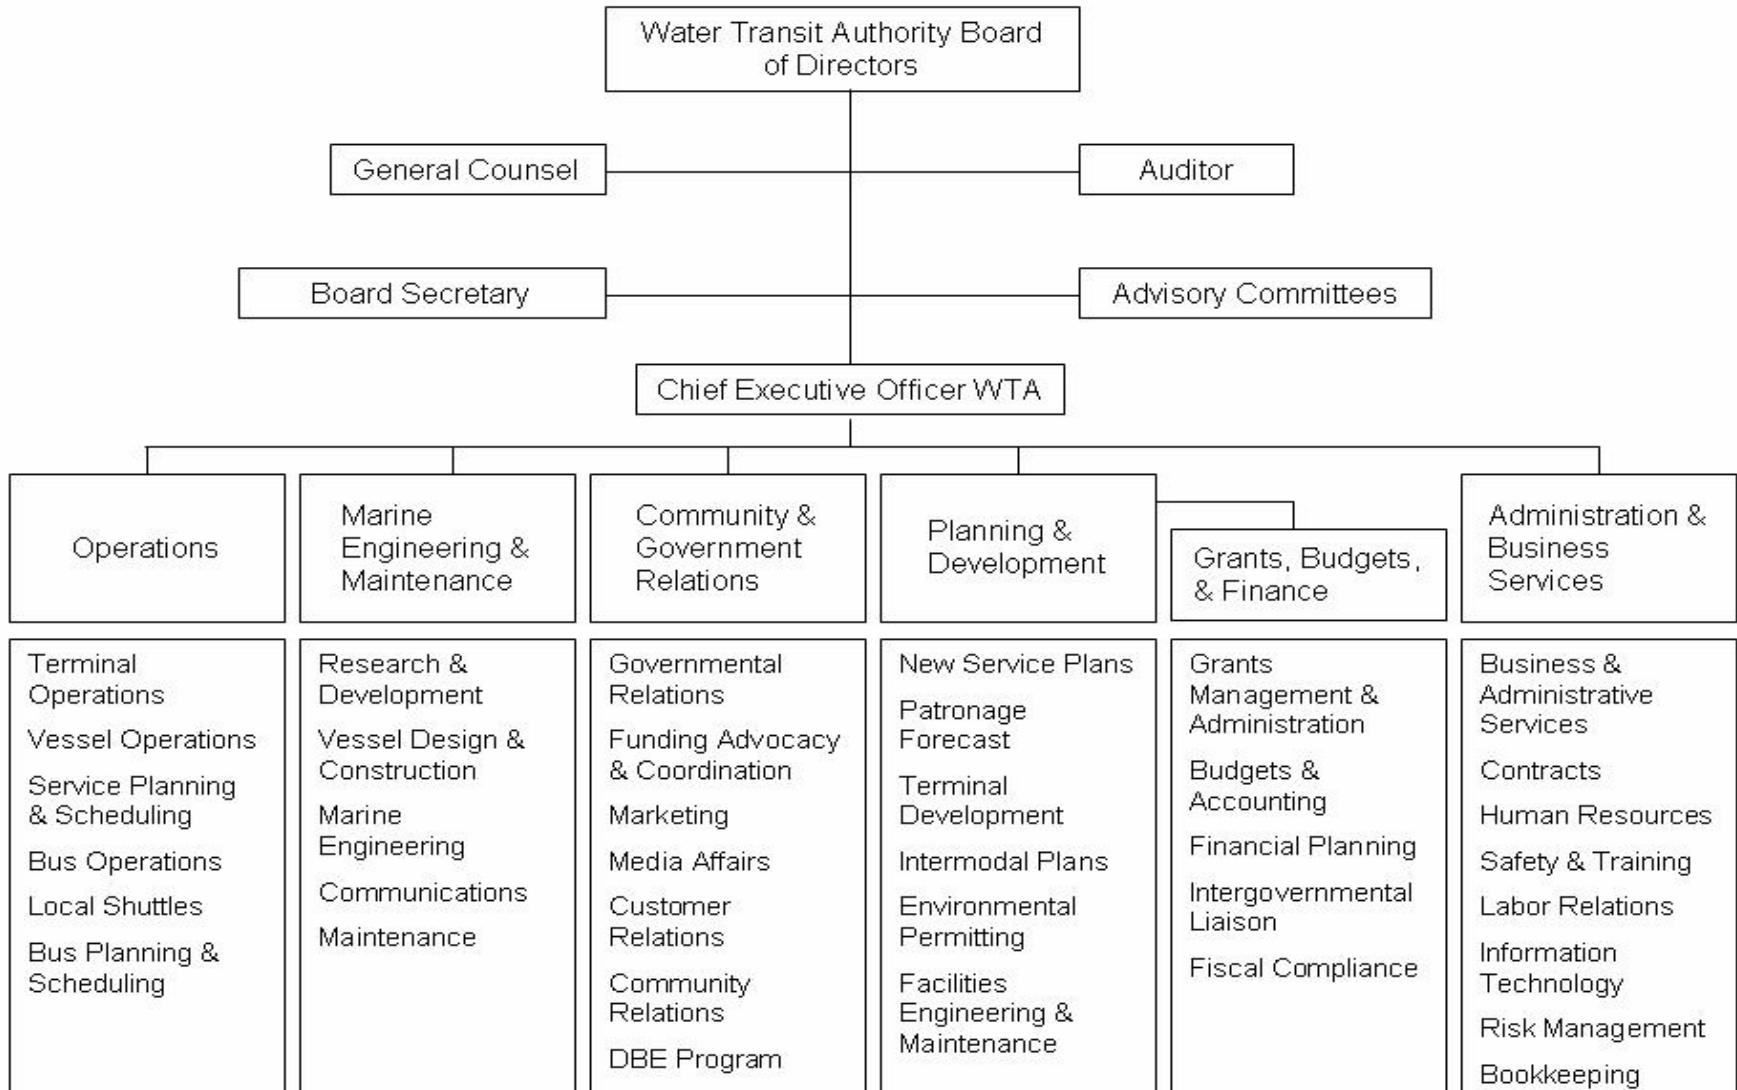 Water Transit Authority Board
of Directors
General Counsel
Auditor
Board Secretary
Advisory Committees
Chief Executive Officer WTA
Operations
Marine
Engineering &
Maintenance
Community &
Government
Relations
Planning &
Development
Grants, Budgets,
& Finance
Administration &
Business
Services
Terminal
Operations
Vessel Operations
Service Planning
& Scheduling
Bus Operations
Local Shuttles
Bus Planning &
Scheduling
Research &
Development
Vessel Design &
Construction
Marine
Engineering
Communications
Maintenance
Governmental
Relations
Funding Advocacy
& Coordination
Marketing
Media Affairs
Customer
Relations
Community
Relations
DBE Program
New Service Plans
Patronage
Forecast
Terminal
Development
Intermodal Plans
Environmental
Permitting
Facilities
Engineering &
Maintenance
Grants
Management &
Administration
Budgets &
Accounting
Financial Planning
Intergovernmental
Liaison
Fiscal Compliance
Business &
Administrative
Services
Contracts
Human Resources
Safety & Training
Labor Relations
Information
Technology
Risk Management
Bookkeeping